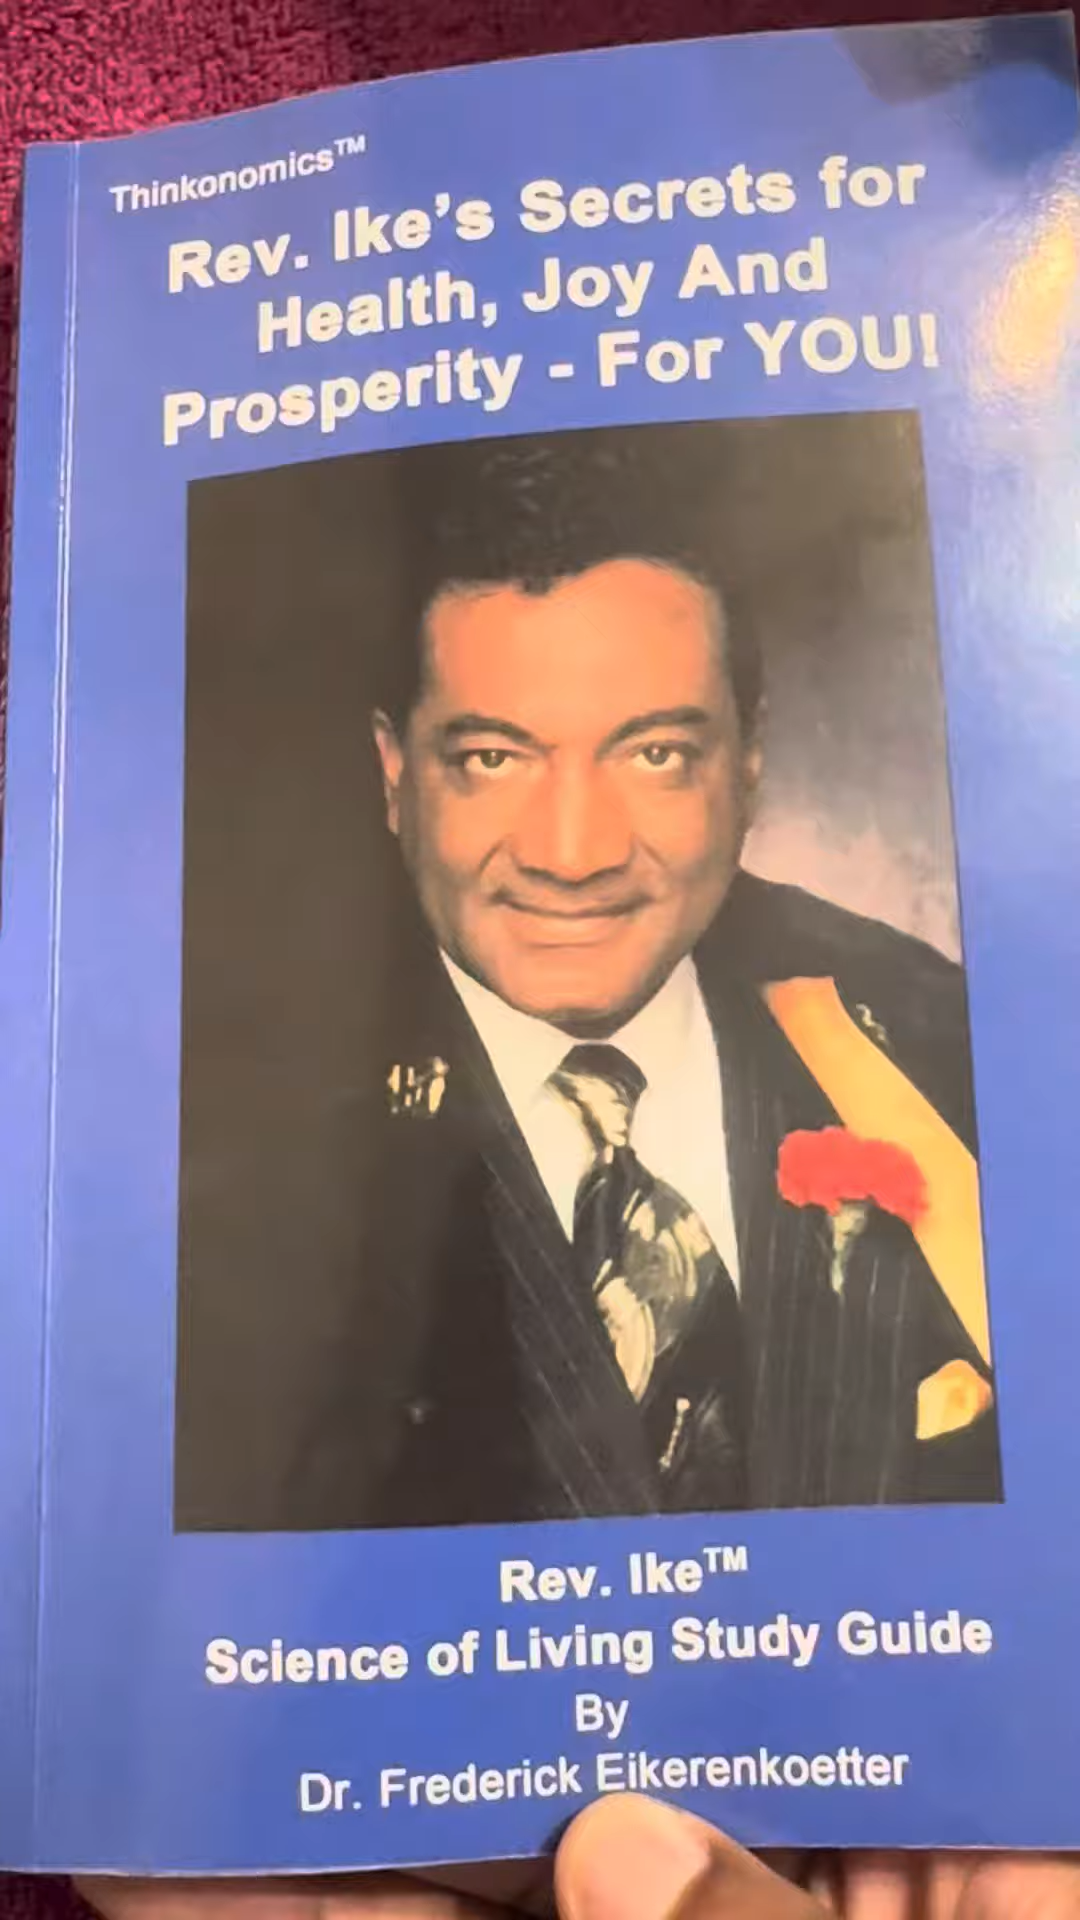 Thinkonomics™
Rev. Ike's Secrets for
Health, Joy And
Prosperity - For YOU!
Rev. Ike™
Science of Living Study Guide
By
Dr. Frederick Eikerenkoetter